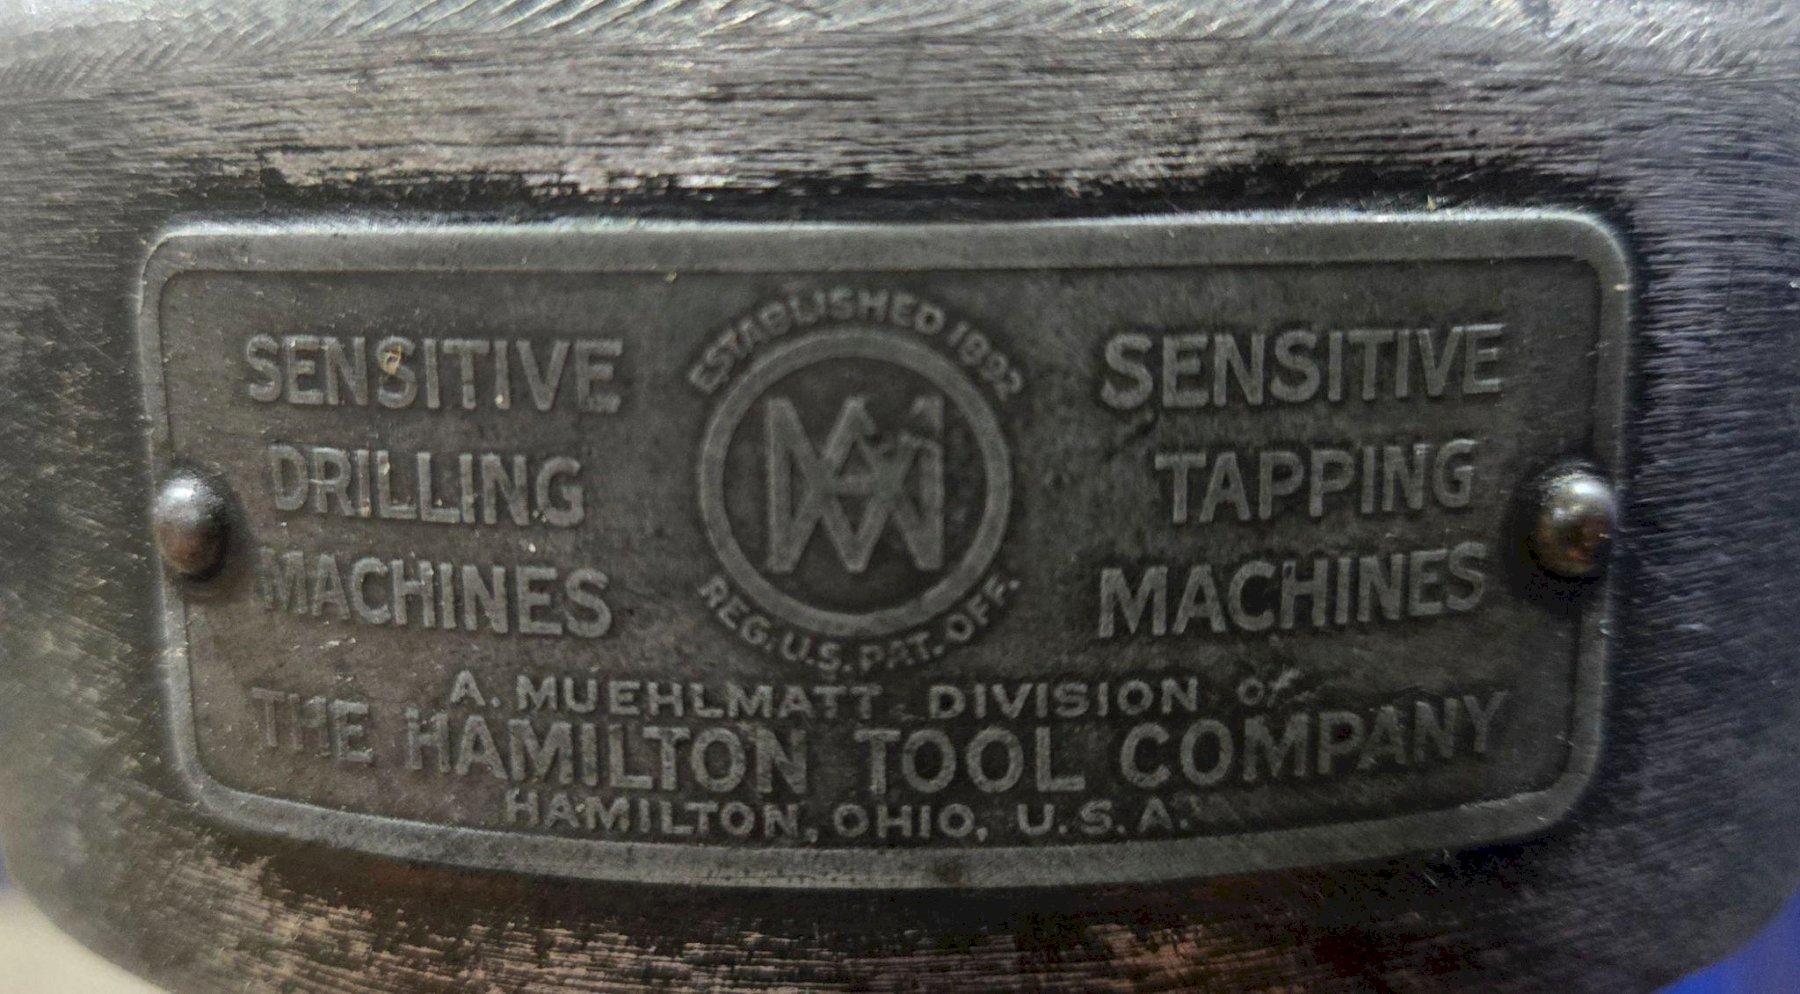 ESTABLISHED 1892
SENSITIVE
DRILLING
MACHINES
AM
REG. U.S. PAT. OFF.
SENSITIVE
TAPPING
MACHINES
A. MUEHLMATT DIVISION of
THE HAMILTON TOOL COMPANY
HAMILTON, OHIO, U.S.A.